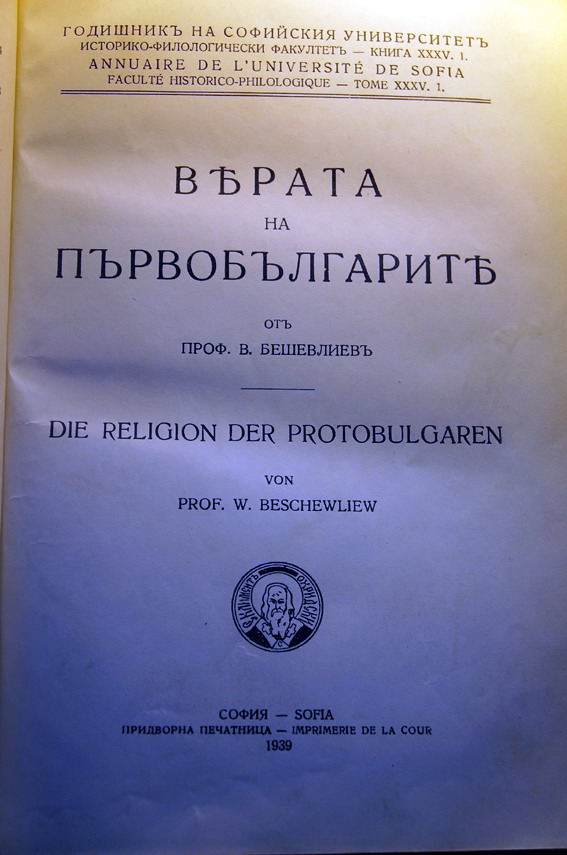 ГОДИШНИКЪ НА СОФИЙСКИЯ УНИВЕРСИТЕТЪ
ИСТОРИКО-ФИЛОЛОГИЧЕСКИ ФАКУЛТЕТЪ — КНИГА XXXV. 1.
ANNUAIRE DE L'UNIVERSITÉ DE SOFIA
FACULTÉ HISTORICO-PHILOLOGIQUE — TOME XXXV. 1.
ВѢРАТА
НА
ПЪРВОБЪЛГАРИТѢ
ОТЪ
ПРОФ. В. БЕШЕВЛИЕВЪ
DIE RELIGION DER PROTOBULGAREN
VON
PROF. W. BESCHEWLIEW
КЛИМЕНТЪ ОХРИДСКИ
СОФИЯ — SOFIA
ПРИДВОРНА ПЕЧАТНИЦА — IMPRIMERIE DE LA COUR
1939